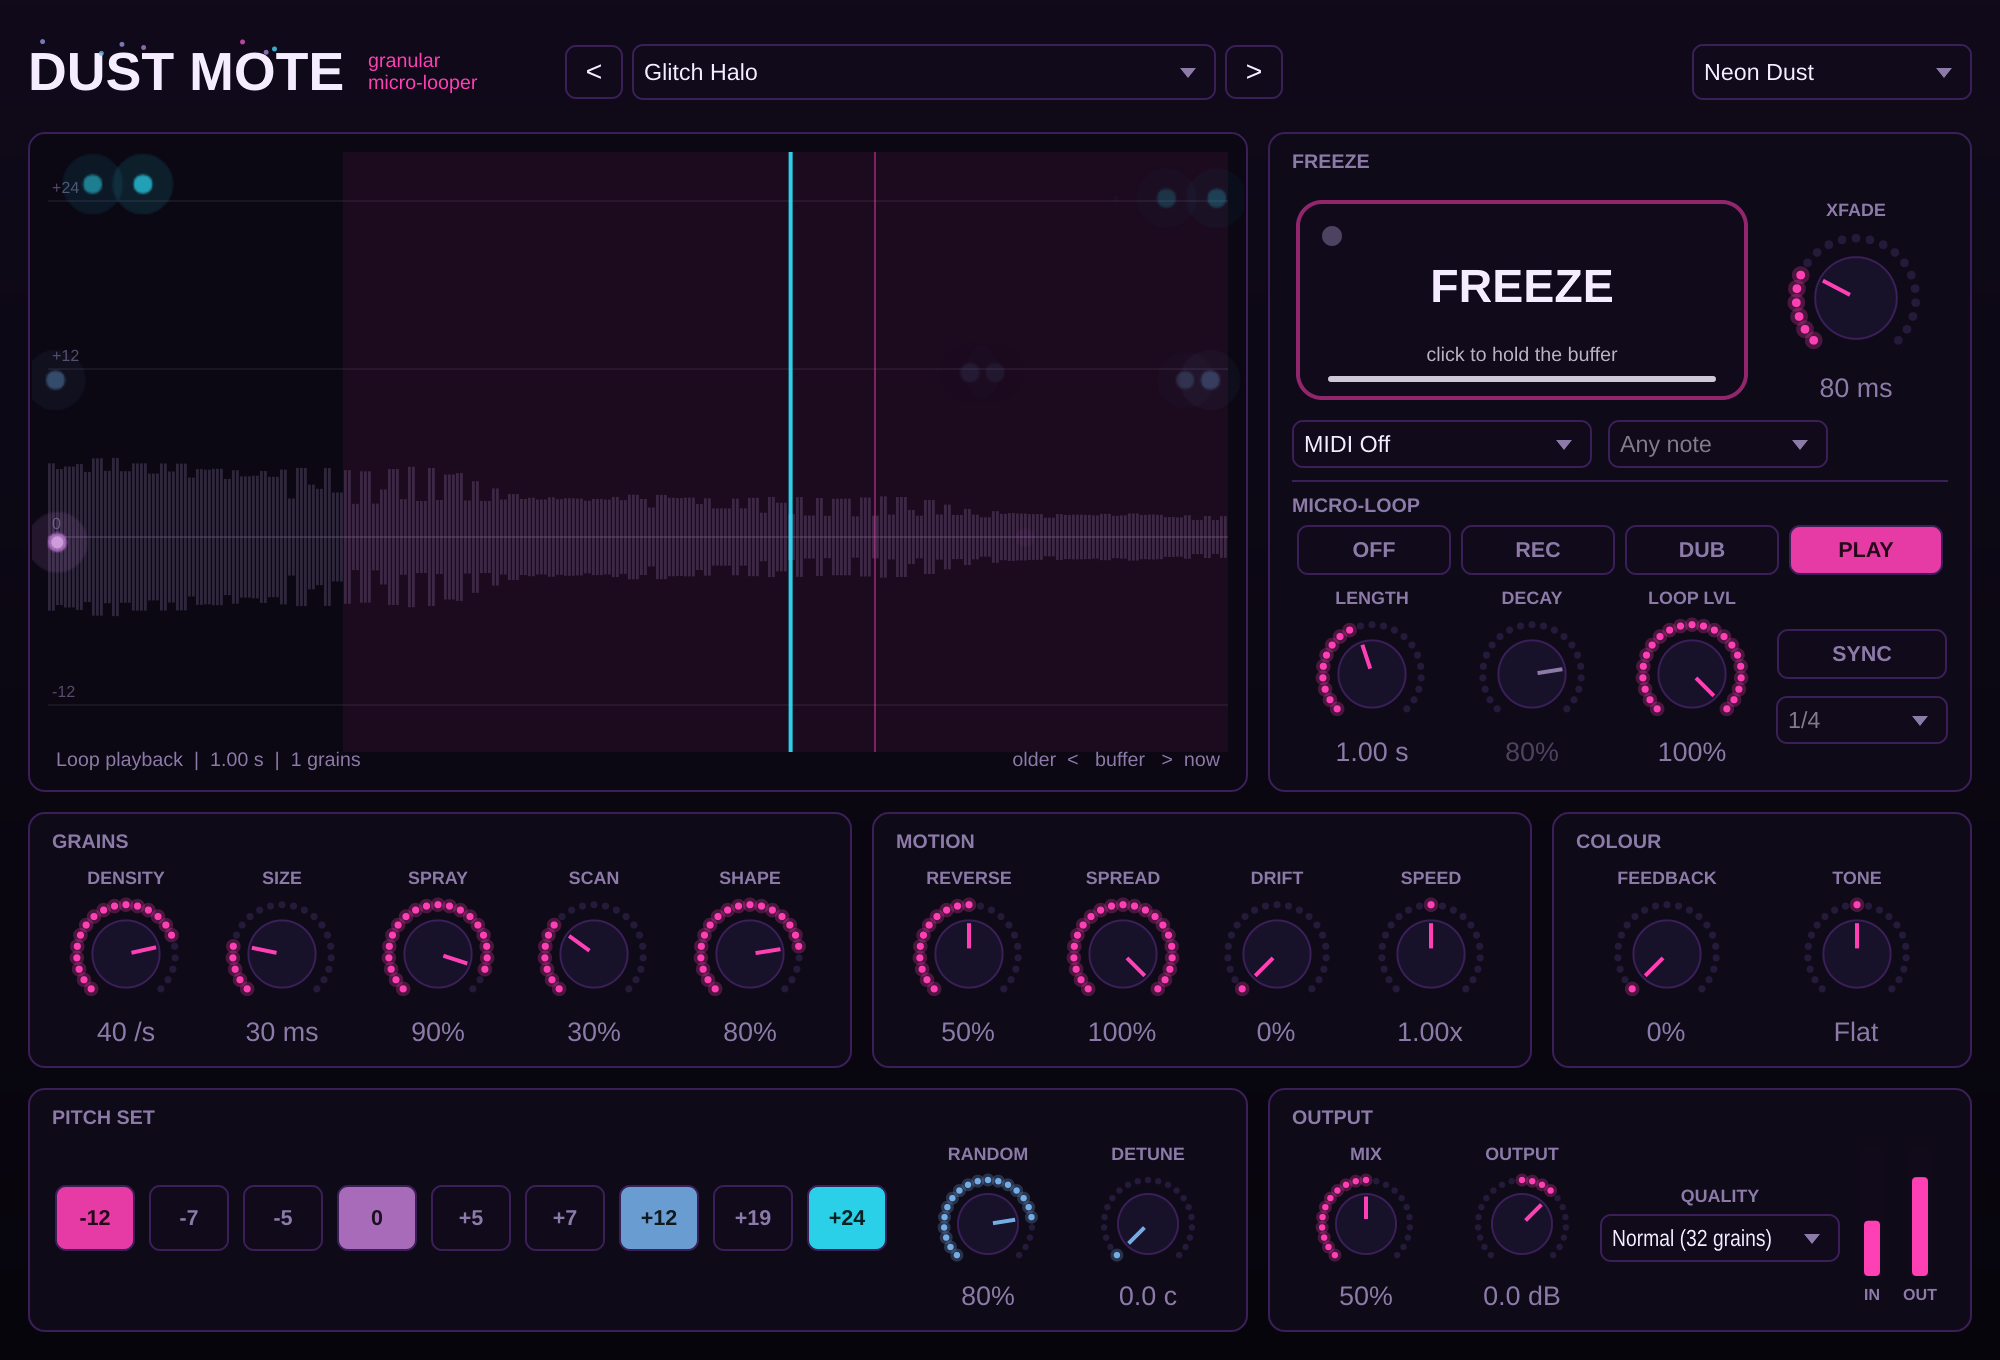 DUST MOTE
granular
micro-looper
<
Glitch Halo
>
Neon Dust
+24
+12
0
-12
Loop playback | 1.00 s | 1 grains
older < buffer > now
FREEZE
FREEZE
click to hold the buffer
XFADE
80 ms
MIDI Off
Any note
MICRO-LOOP
OFF
REC
DUB
PLAY
LENGTH
DECAY
LOOP LVL
1.00 s
80%
100%
SYNC
1/4
GRAINS
DENSITY
SIZE
SPRAY
SCAN
SHAPE
40 /s
30 ms
90%
30%
80%
MOTION
REVERSE
SPREAD
DRIFT
SPEED
50%
100%
0%
1.00x
COLOUR
FEEDBACK
TONE
0%
Flat
PITCH SET
-12
-7
-5
0
+5
+7
+12
+19
+24
RANDOM
DETUNE
80%
0.0 c
OUTPUT
MIX
OUTPUT
50%
0.0 dB
QUALITY
Normal (32 grains)
IN
OUT